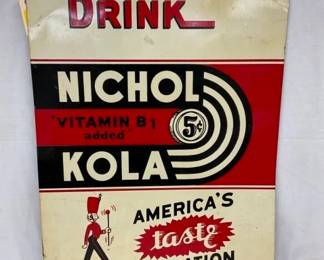 DRINK
NICHOL
"VITAMIN B1
added"
5¢
KOLA
AMERICA'S
taste